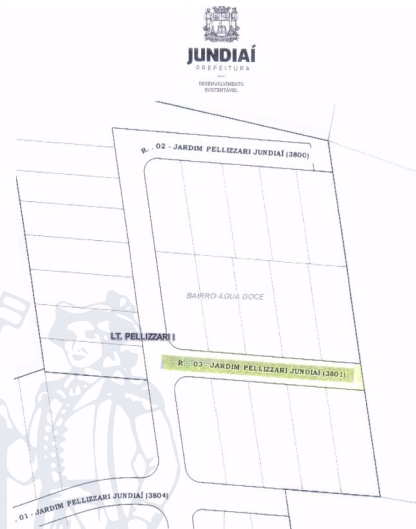 JUNDIAÍ
PREFEITURA
DESENVOLVIMENTO
SUSTENTÁVEL
R. . 02 - JARDIM PELLIZZARI JUNDIAÍ (3800)
BAIRRO ÁGUA DOCE
LT. PELLIZZARI I
R. . 03 - JARDIM PELLIZZARI JUNDIAÍ (3801)
. 01 - JARDIM PELLIZZARI JUNDIAÍ (3804)